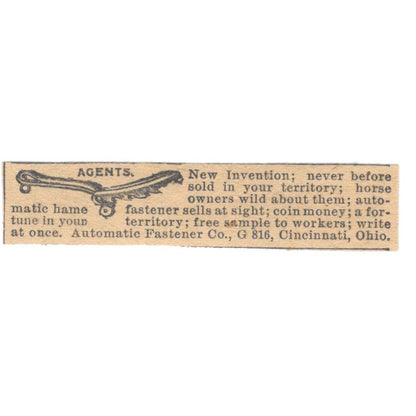 AGENTS.
New Invention; never before
sold in your territory; horse
owners wild about them; auto-
matic hame fastener sells at sight; coin money; a for-
tune in your territory; free sample to workers; write
at once. Automatic Fastener Co., G 816, Cincinnati, Ohio.